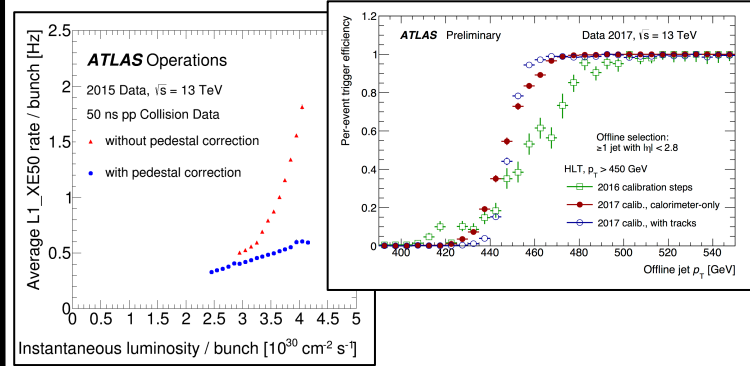 Average L1_XE50 rate / bunch [Hz]
2.5
2
1.5
1
0.5
0
ATLAS Operations
2015 Data, √s = 13 TeV
50 ns pp Collision Data
without pedestal correction
with pedestal correction
0 0.5 1 1.5 2 2.5 3 3.5 4 4.5 5
Instantaneous luminosity / bunch [10³⁰ cm⁻² s⁻¹]
Per-event trigger efficiency
1.2
1
0.8
0.6
0.4
0.2
0
ATLAS Preliminary
Data 2017, √s = 13 TeV
Offline selection:
≥1 jet with |η| < 2.8
HLT, p_T > 450 GeV
2016 calibration steps
2017 calib., calorimeter-only
2017 calib., with tracks
400 420 440 460 480 500 520 540
Offline jet p_T [GeV]